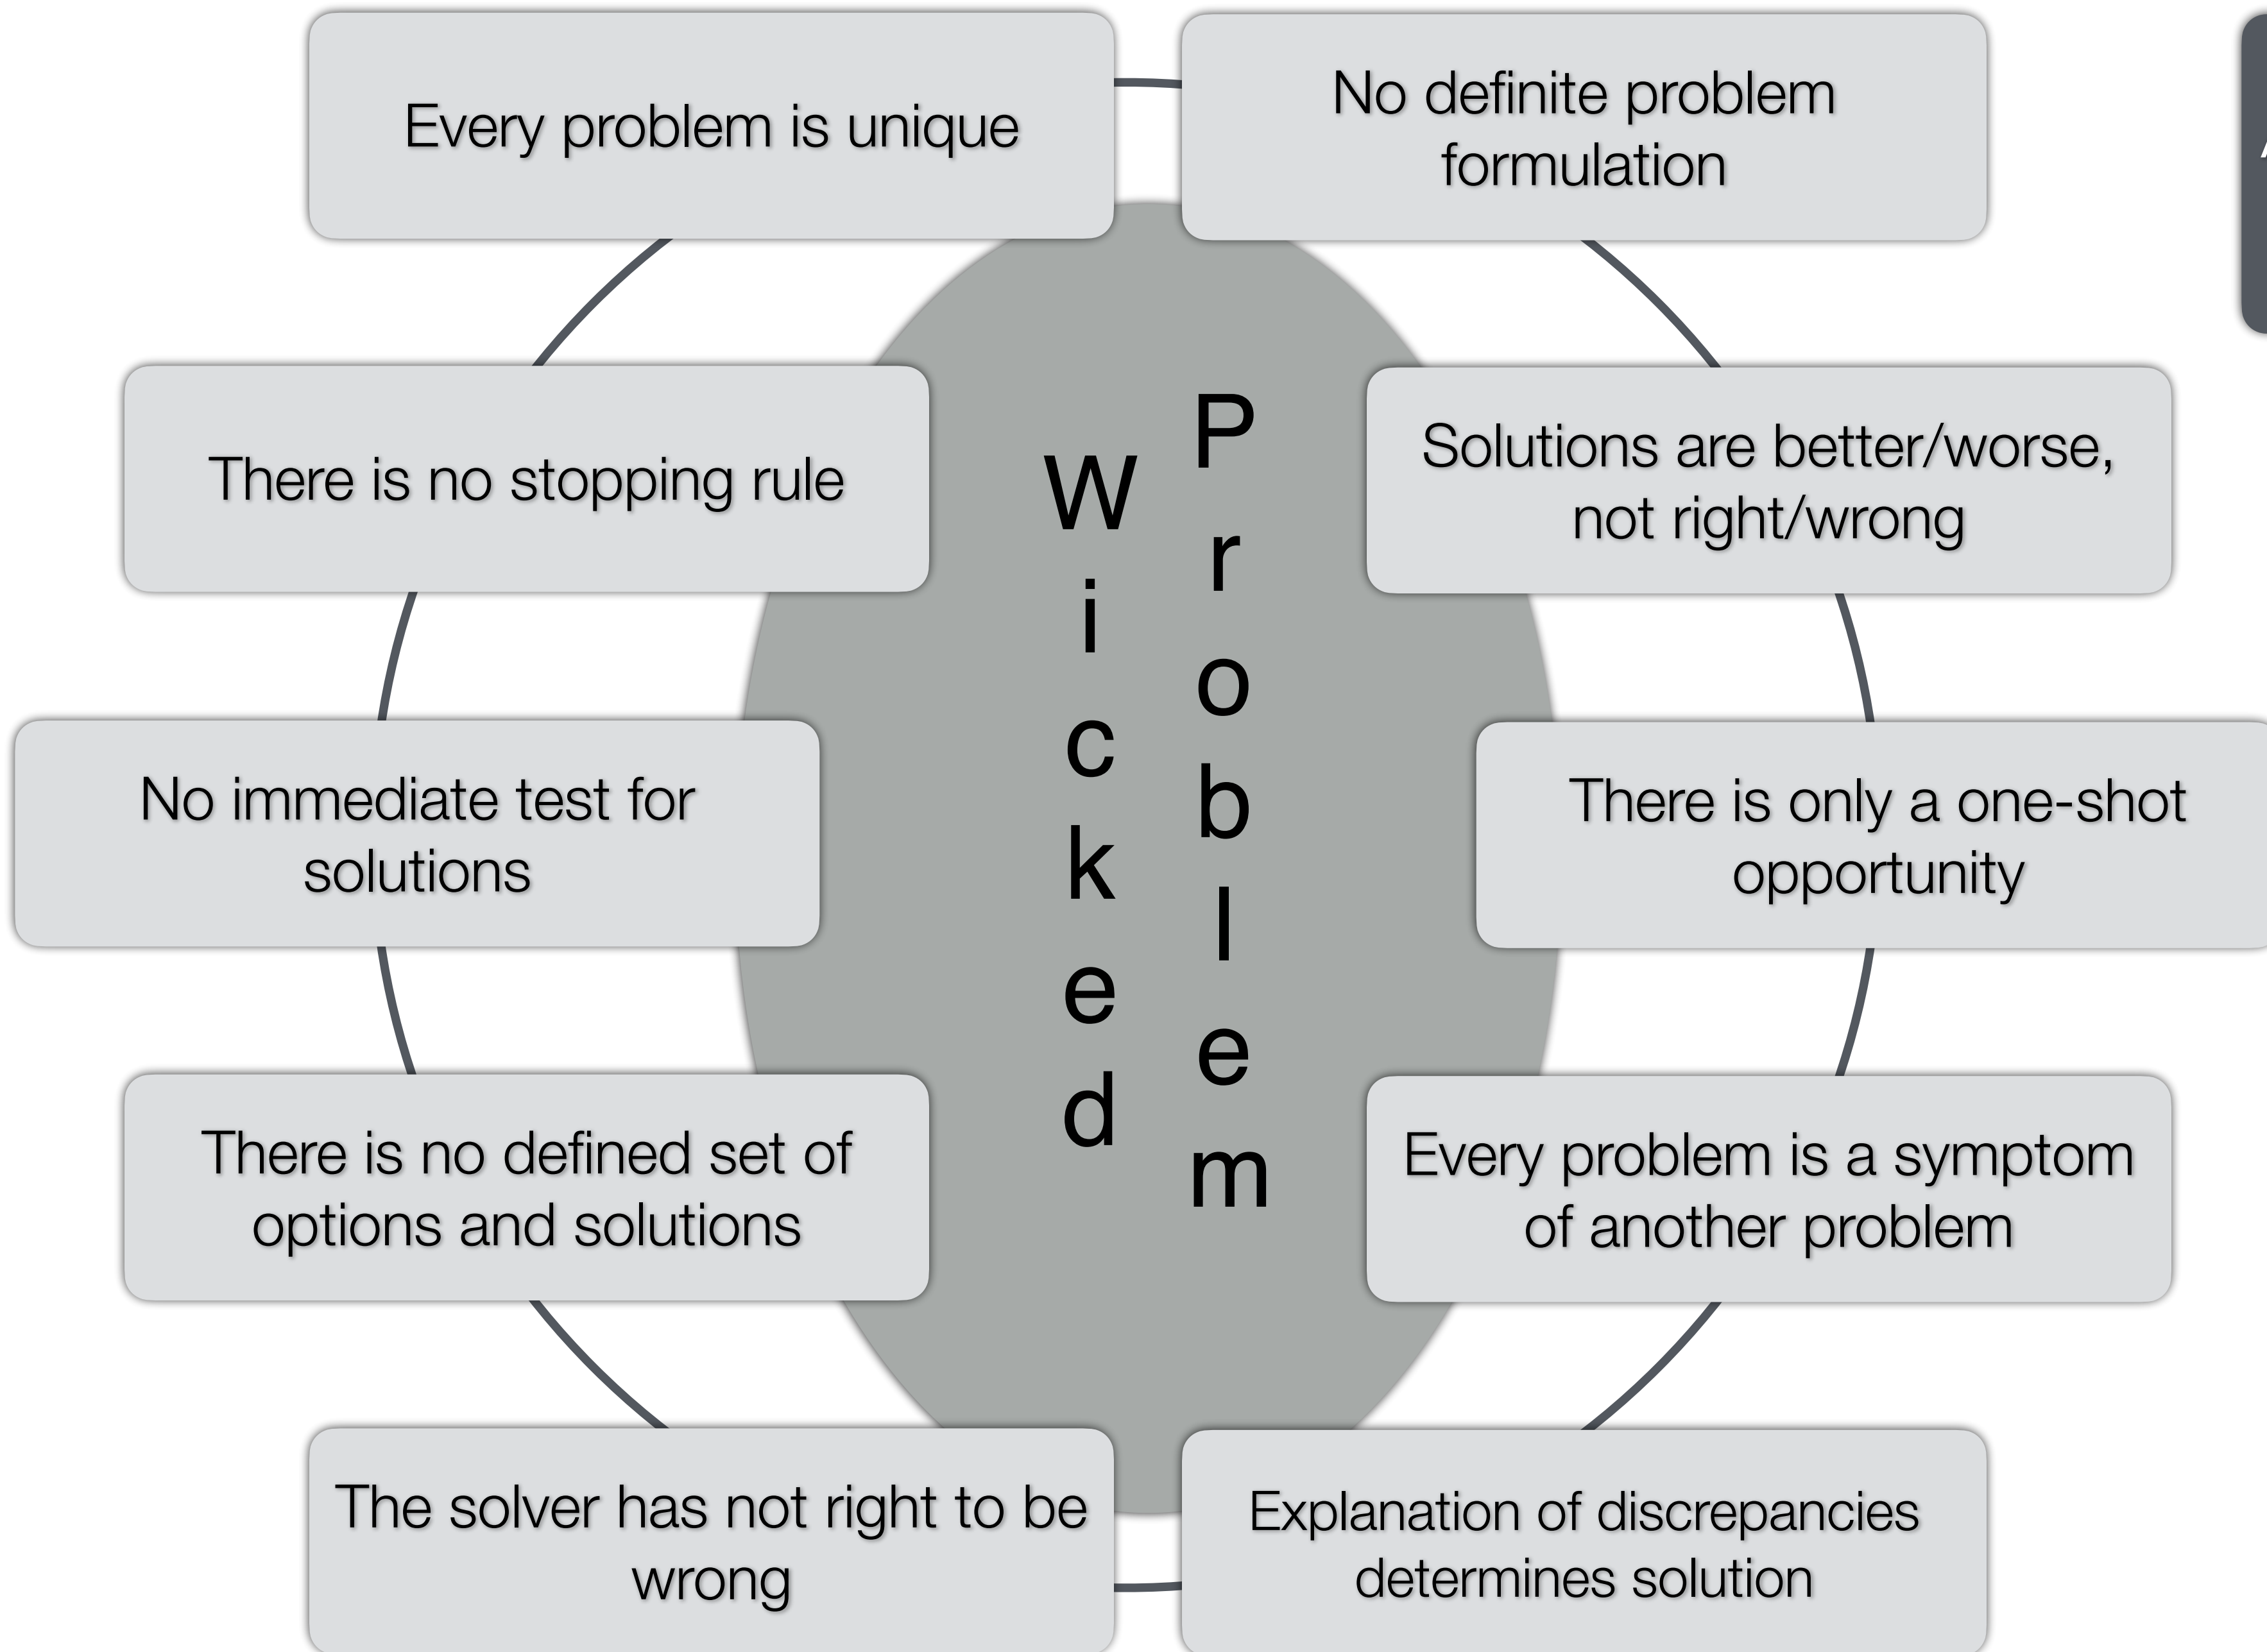 Every problem is unique
No definite problem
formulation
There is no stopping rule
Solutions are better/worse,
not right/wrong
Wicked
Problem
No immediate test for
solutions
There is only a one-shot
opportunity
There is no defined set of
options and solutions
Every problem is a symptom
of another problem
The solver has not right to be
wrong
Explanation of discrepancies
determines solution